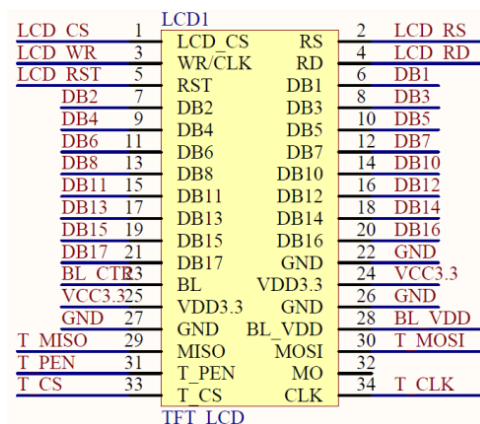 LCD1
LCD_CS 1 LCD_CS RS 2 LCD_RS
LCD_WR 3 WR/CLK RD 4 LCD_RD
LCD_RST 5 RST DB1 6 DB1
DB2 7 DB2 DB3 8 DB3
DB4 9 DB4 DB5 10 DB5
DB6 11 DB6 DB7 12 DB7
DB8 13 DB8 DB10 14 DB10
DB11 15 DB11 DB12 16 DB12
DB13 17 DB13 DB14 18 DB14
DB15 19 DB15 DB16 20 DB16
DB17 21 DB17 GND 22 GND
BL_CTR 23 BL VDD3.3 24 VCC3.3
VCC3.3 25 VDD3.3 GND 26 GND
GND 27 GND BL_VDD 28 BL_VDD
T_MISO 29 MISO MOSI 30 T_MOSI
T_PEN 31 T_PEN MO 32
T_CS 33 T_CS CLK 34 T_CLK
TFT_LCD